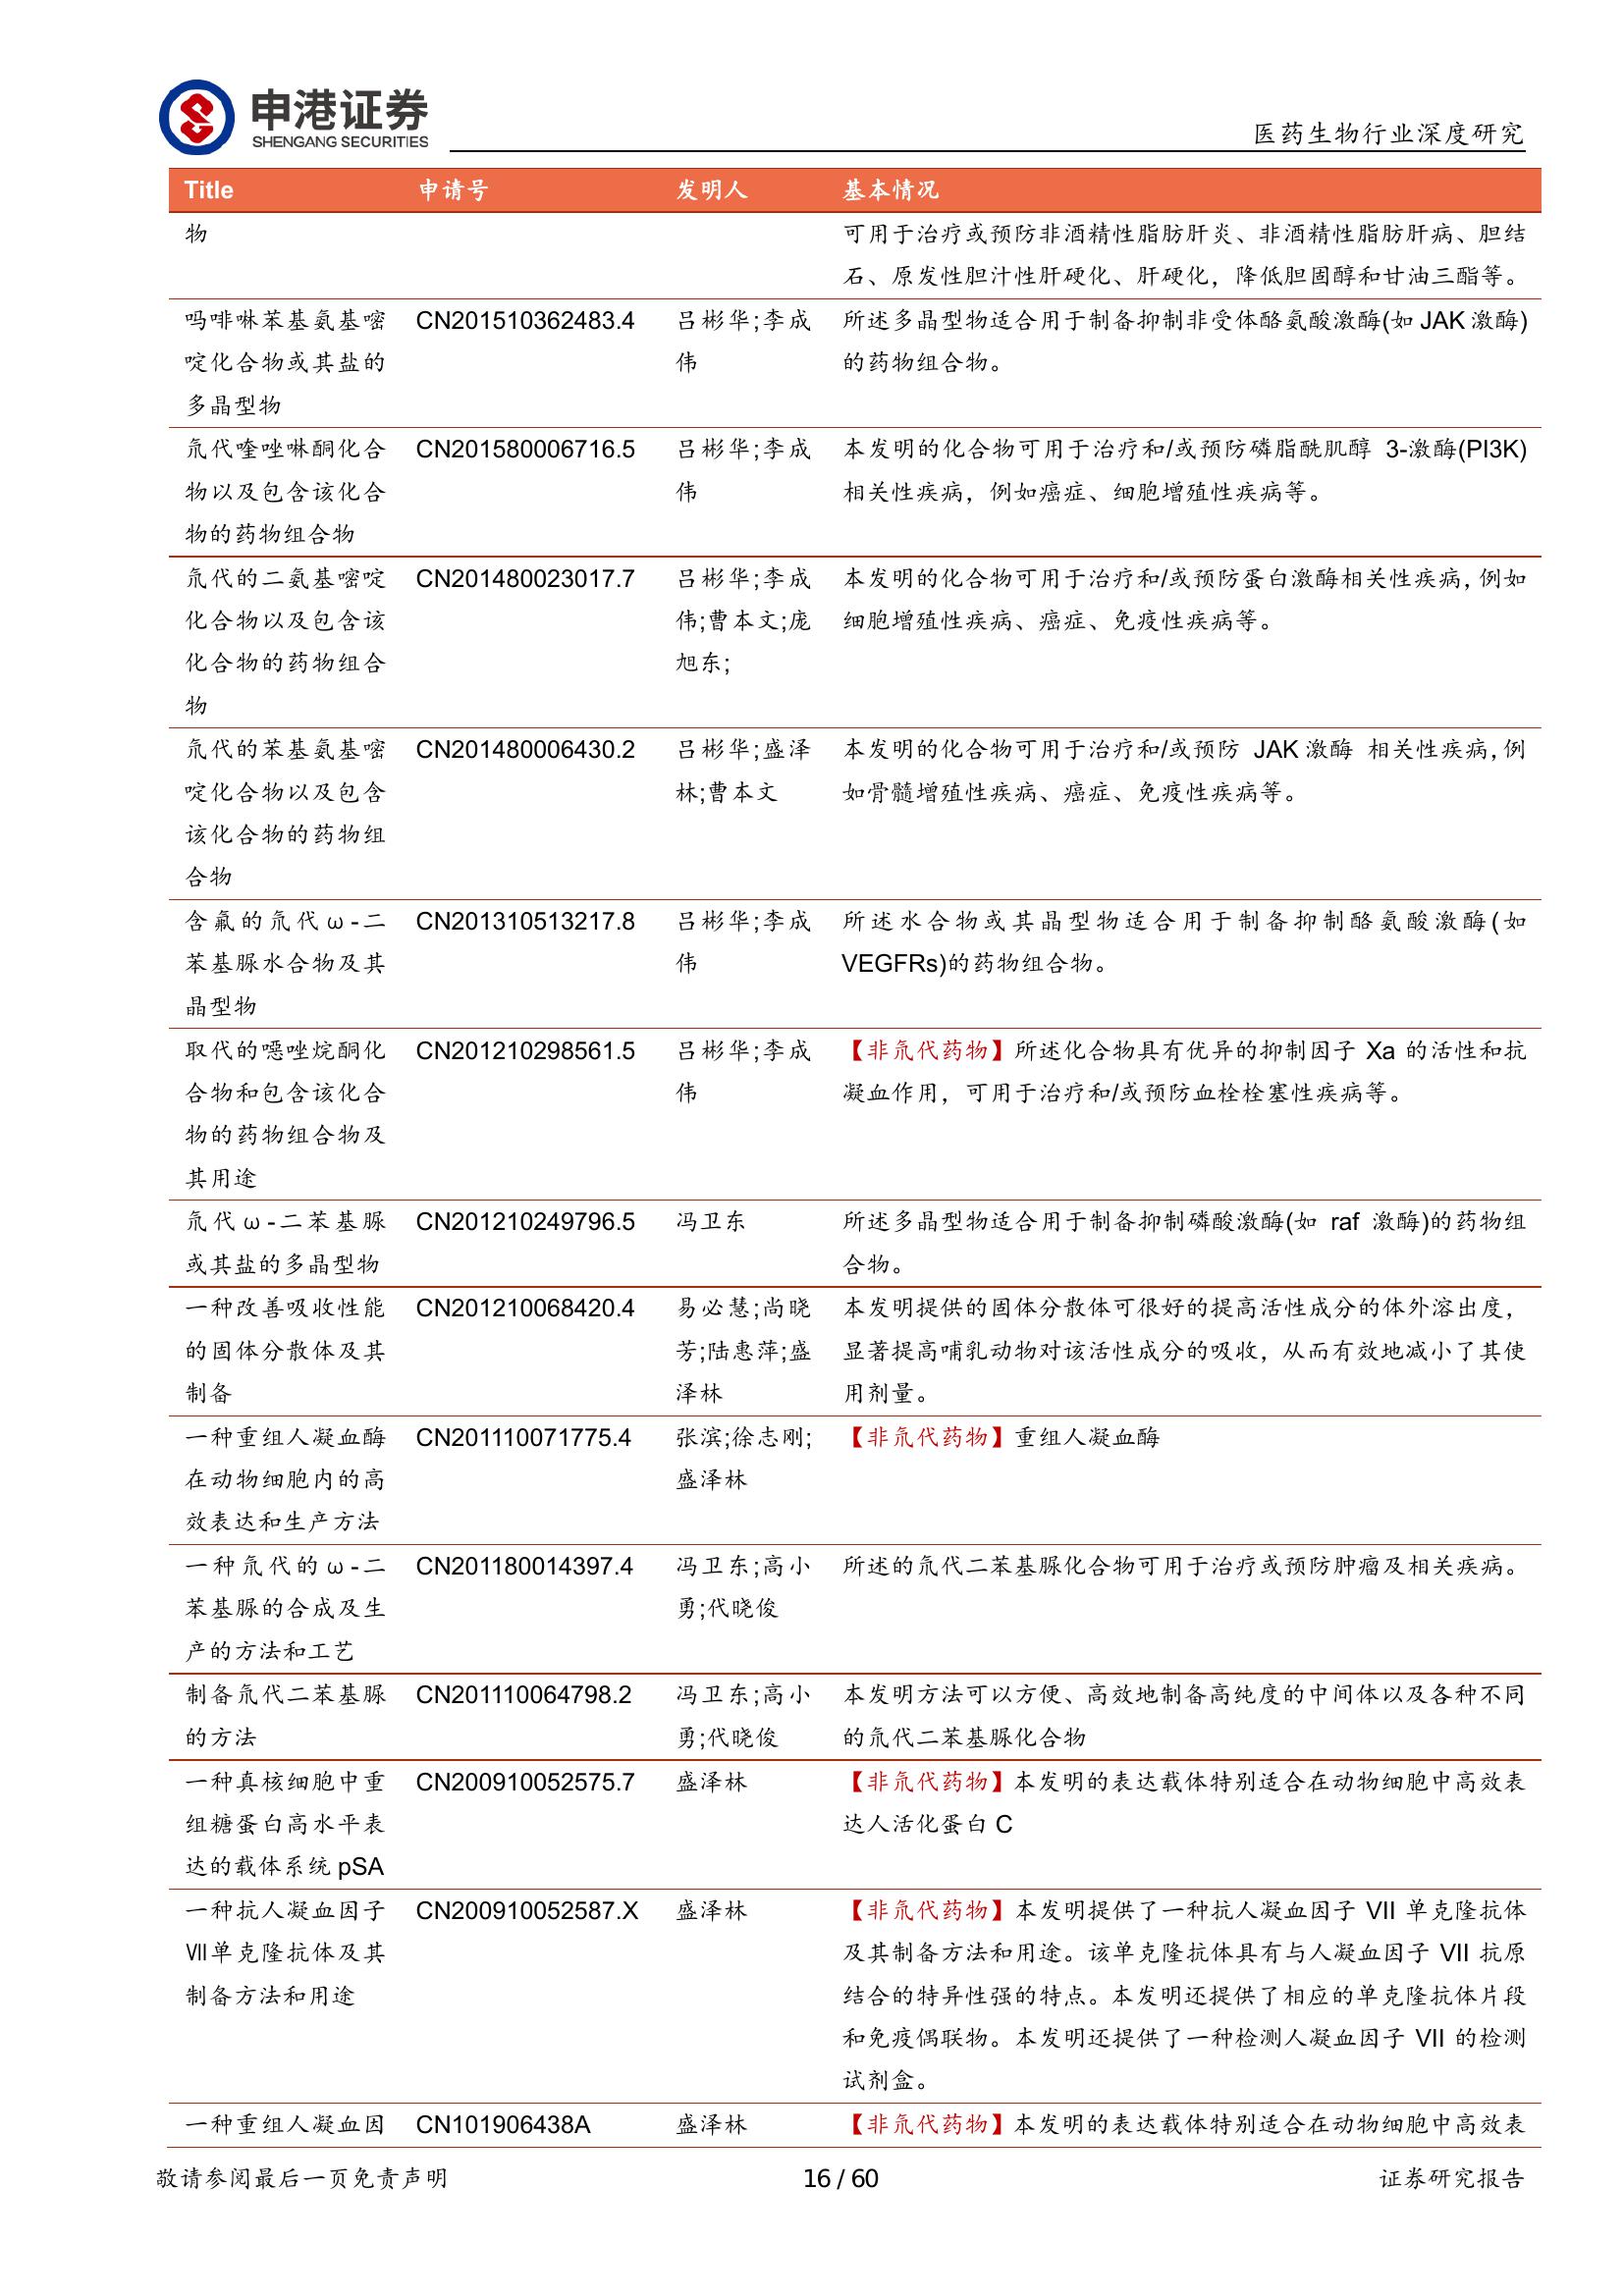 申港证券
SHENGANG SECURITIES
医药生物行业深度研究
Title 申请号 发明人 基本情况
物 可用于治疗或预防非酒精性脂肪肝炎、非酒精性脂肪肝病、胆结
石、原发性胆汁性肝硬化、肝硬化，降低胆固醇和甘油三酯等。
吗啡啉苯基氨基嘧 CN201510362483.4 吕彬华;李成 所述多晶型物适合用于制备抑制非受体酪氨酸激酶(如 JAK 激酶)
啶化合物或其盐的 伟 的药物组合物。
多晶型物
氘代喹唑啉酮化合 CN201580006716.5 吕彬华;李成 本发明的化合物可用于治疗和/或预防磷脂酰肌醇 3-激酶(PI3K)
物以及包含该化合 伟 相关性疾病，例如癌症、细胞增殖性疾病等。
物的药物组合物
氘代的二氨基嘧啶 CN201480023017.7 吕彬华;李成 本发明的化合物可用于治疗和/或预防蛋白激酶相关性疾病,例如
化合物以及包含该 伟;曹本文;庞 细胞增殖性疾病、癌症、免疫性疾病等。
化合物的药物组合 旭东;
物
氘代的苯基氨基嘧 CN201480006430.2 吕彬华;盛泽 本发明的化合物可用于治疗和/或预防 JAK 激酶 相关性疾病,例
啶化合物以及包含 林;曹本文 如骨髓增殖性疾病、癌症、免疫性疾病等。
该化合物的药物组
合物
含氟的氘代ω-二 CN201310513217.8 吕彬华;李成 所述水合物或其晶型物适合用于制备抑制酪氨酸激酶(如
苯基脲水合物及其 伟 VEGFRs)的药物组合物。
晶型物
取代的噁唑烷酮化 CN201210298561.5 吕彬华;李成 【非氘代药物】所述化合物具有优异的抑制因子 Xa 的活性和抗
合物和包含该化合 伟 凝血作用，可用于治疗和/或预防血栓栓塞性疾病等。
物的药物组合物及
其用途
氘代ω-二苯基脲 CN201210249796.5 冯卫东 所述多晶型物适合用于制备抑制磷酸激酶(如 raf 激酶)的药物组
或其盐的多晶型物 合物。
一种改善吸收性能 CN201210068420.4 易必慧;尚晓 本发明提供的固体分散体可很好的提高活性成分的体外溶出度，
的固体分散体及其 芳;陆惠萍;盛 显著提高哺乳动物对该活性成分的吸收，从而有效地减小了其使
制备 泽林 用剂量。
一种重组人凝血酶 CN201110071775.4 张滨;徐志刚; 【非氘代药物】重组人凝血酶
在动物细胞内的高 盛泽林
效表达和生产方法
一种氘代的ω-二 CN201180014397.4 冯卫东;高小 所述的氘代二苯基脲化合物可用于治疗或预防肿瘤及相关疾病。
苯基脲的合成及生 勇;代晓俊
产的方法和工艺
制备氘代二苯基脲 CN201110064798.2 冯卫东;高小 本发明方法可以方便、高效地制备高纯度的中间体以及各种不同
的方法 勇;代晓俊 的氘代二苯基脲化合物
一种真核细胞中重 CN200910052575.7 盛泽林 【非氘代药物】本发明的表达载体特别适合在动物细胞中高效表
组糖蛋白高水平表 达人活化蛋白 C
达的载体系统 pSA
一种抗人凝血因子 CN200910052587.X 盛泽林 【非氘代药物】本发明提供了一种抗人凝血因子 VII 单克隆抗体
Ⅶ单克隆抗体及其 及其制备方法和用途。该单克隆抗体具有与人凝血因子 VII 抗原
制备方法和用途 结合的特异性强的特点。本发明还提供了相应的单克隆抗体片段
和免疫偶联物。本发明还提供了一种检测人凝血因子 VII 的检测
试剂盒。
一种重组人凝血因 CN101906438A 盛泽林 【非氘代药物】本发明的表达载体特别适合在动物细胞中高效表
敬请参阅最后一页免责声明 16 / 60 证券研究报告